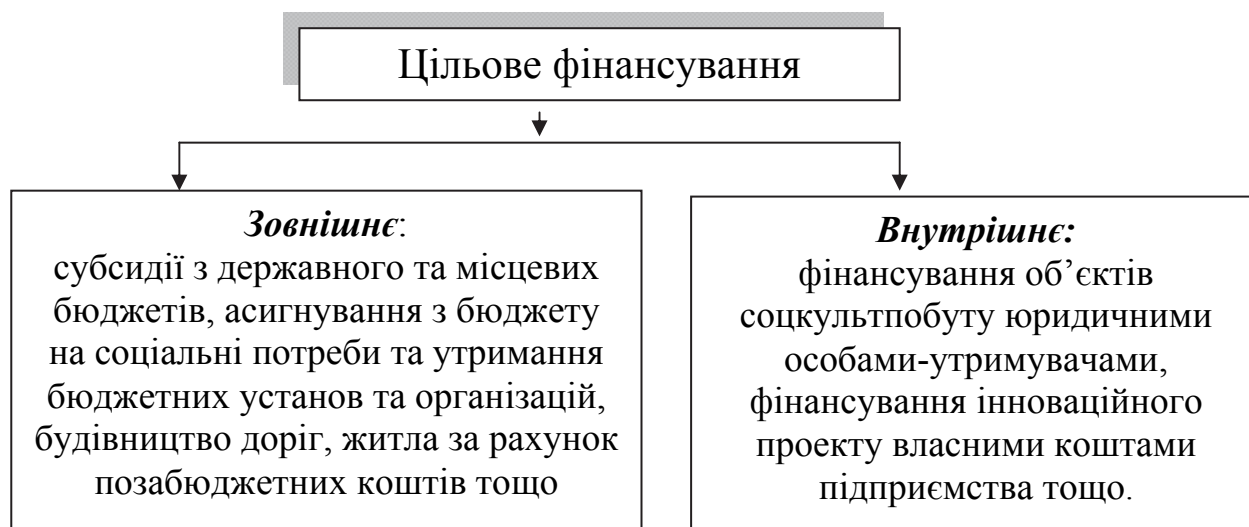 Цільове фінансування
Зовнішнє:
субсидії з державного та місцевих
бюджетів, асигнування з бюджету
на соціальні потреби та утримання
бюджетних установ та організацій,
будівництво доріг, житла за рахунок
позабюджетних коштів тощо
Внутрішнє:
фінансування об’єктів
соцкультпобуту юридичними
особами-утримувачами,
фінансування інноваційного
проекту власними коштами
підприємства тощо.